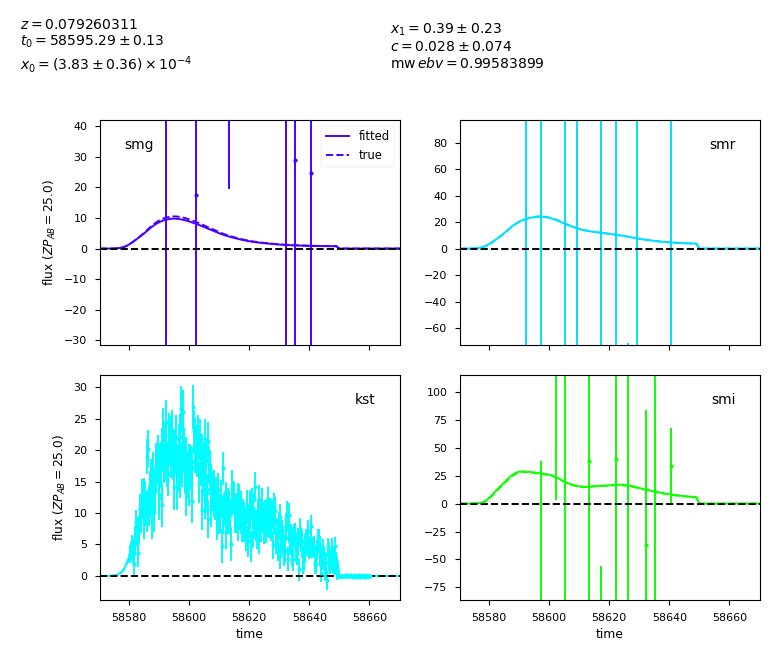 z = 0.079260311
t₀ = 58595.29 ± 0.13
x₀ = (3.83 ± 0.36) × 10⁻⁴
x₁ = 0.39 ± 0.23
c = 0.028 ± 0.074
mw ebv = 0.99583899
smg
fitted
true
40
30
20
10
0
−10
−20
−30
flux (ZP_AB = 25.0)
smr
80
60
40
20
0
−20
−40
−60
kst
30
25
20
15
10
5
0
flux (ZP_AB = 25.0)
58580 58600 58620 58640 58660
time
smi
100
75
50
25
0
−25
−50
−75
58580 58600 58620 58640 58660
time